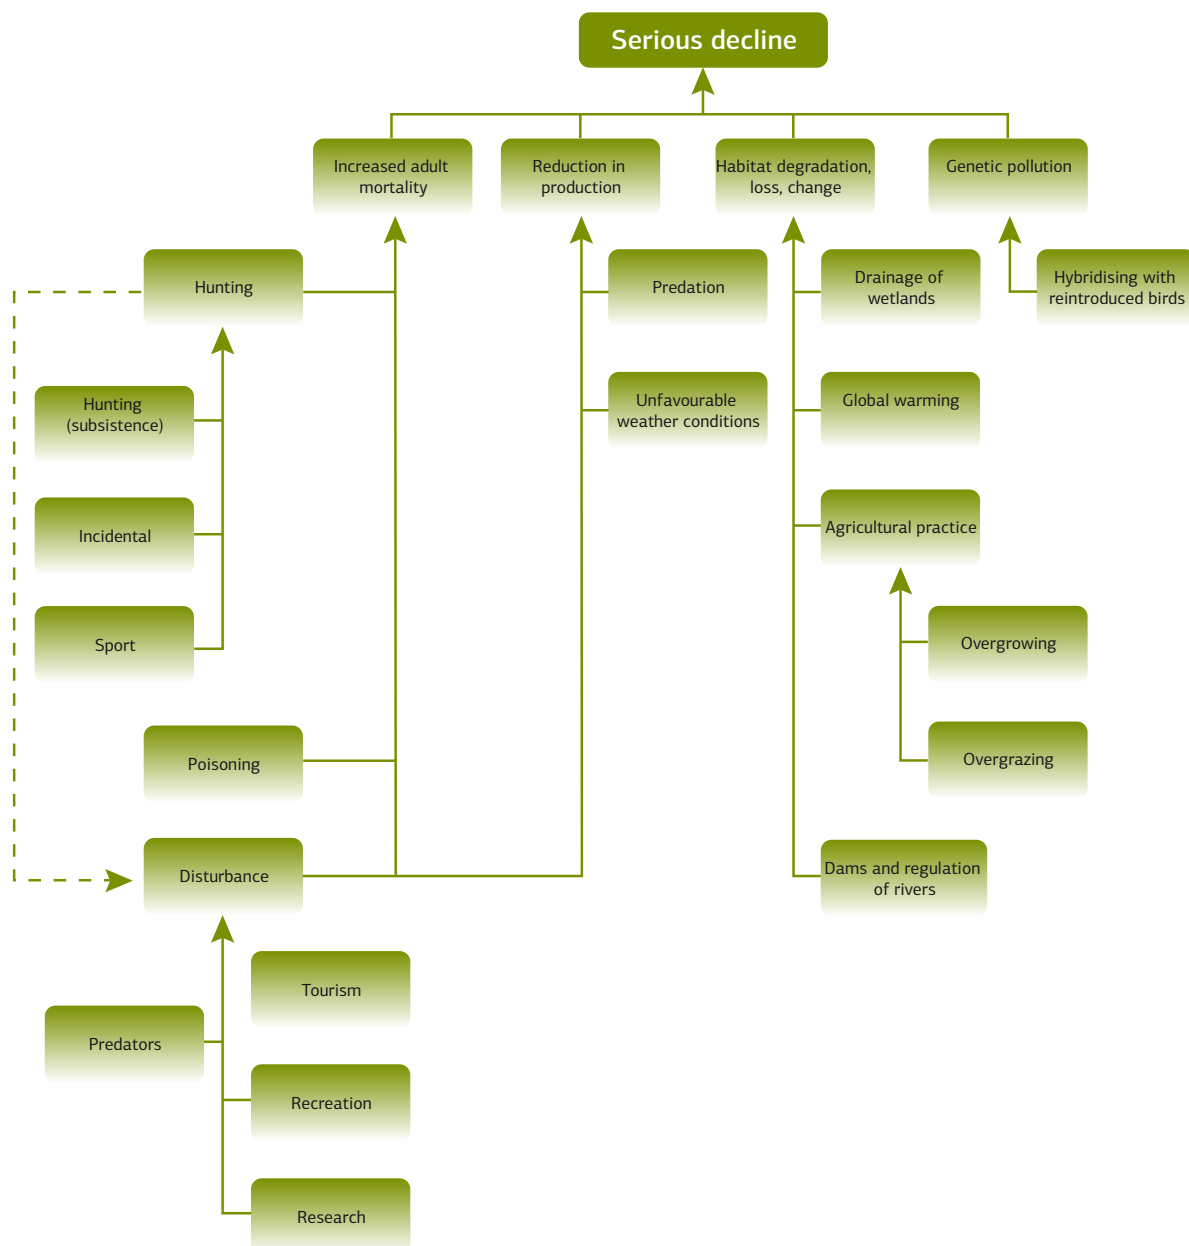 Serious decline
Increased adult
mortality
Reduction in
production
Habitat degradation,
loss, change
Genetic pollution
Hunting
Predation
Drainage of
wetlands
Hybridising with
reintroduced birds
Hunting
(subsistence)
Unfavourable
weather conditions
Global warming
Incidental
Agricultural practice
Sport
Overgrowing
Poisoning
Overgrazing
Disturbance
Dams and regulation
of rivers
Tourism
Predators
Recreation
Research